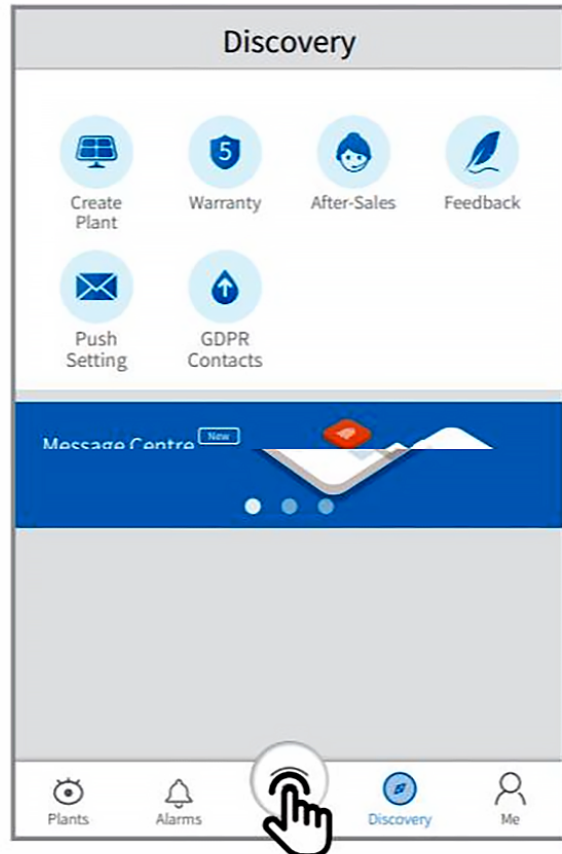 Discovery
Create
Plant
5
Warranty
After-Sales
Feedback
Push
Setting
GDPR
Contacts
Message Centre New
Plants
Alarms
Discovery
Me